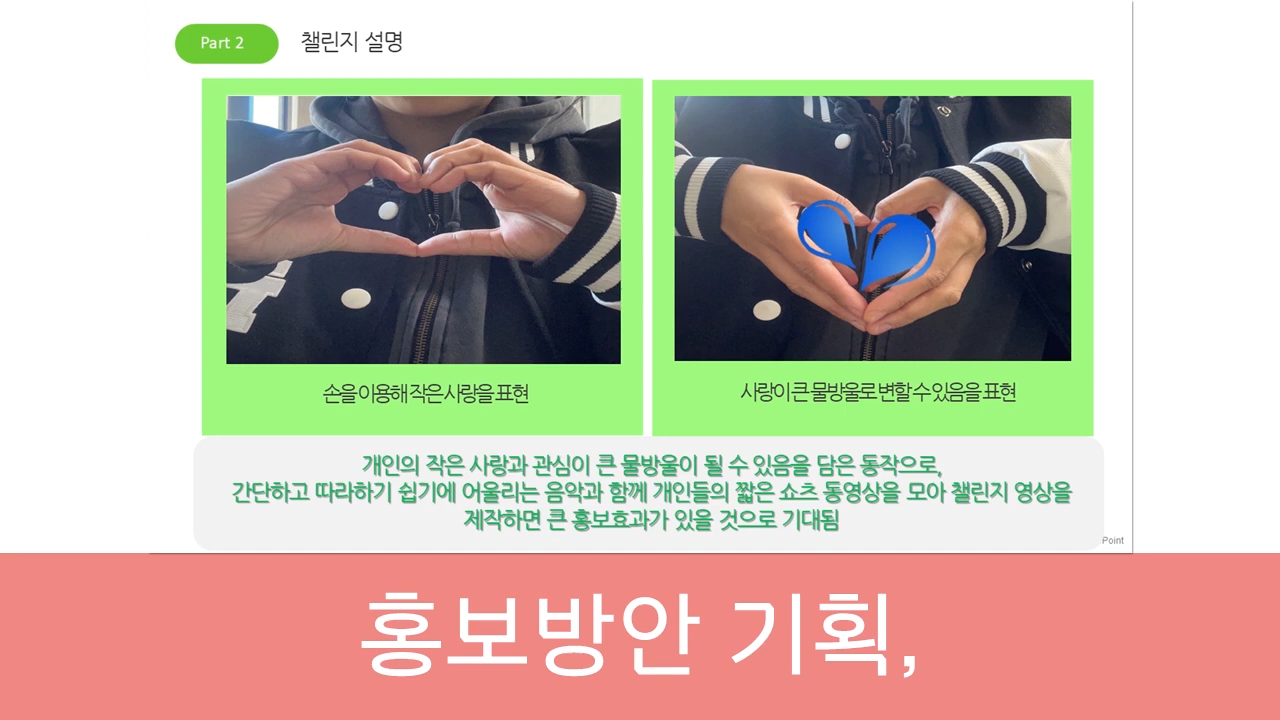 Part 2
챌린지 설명
손을 이용해 작은 사랑을 표현
사랑이 큰 물방울로 변할 수 있음을 표현
개인의 작은 사랑과 관심이 큰 물방울이 될 수 있음을 담은 동작으로,
간단하고 따라하기 쉽기에 어울리는 음악과 함께 개인들의 짧은 쇼츠 동영상을 모아 챌린지 영상을
제작하면 큰 홍보효과가 있을 것으로 기대됨
Point
홍보방안 기획,